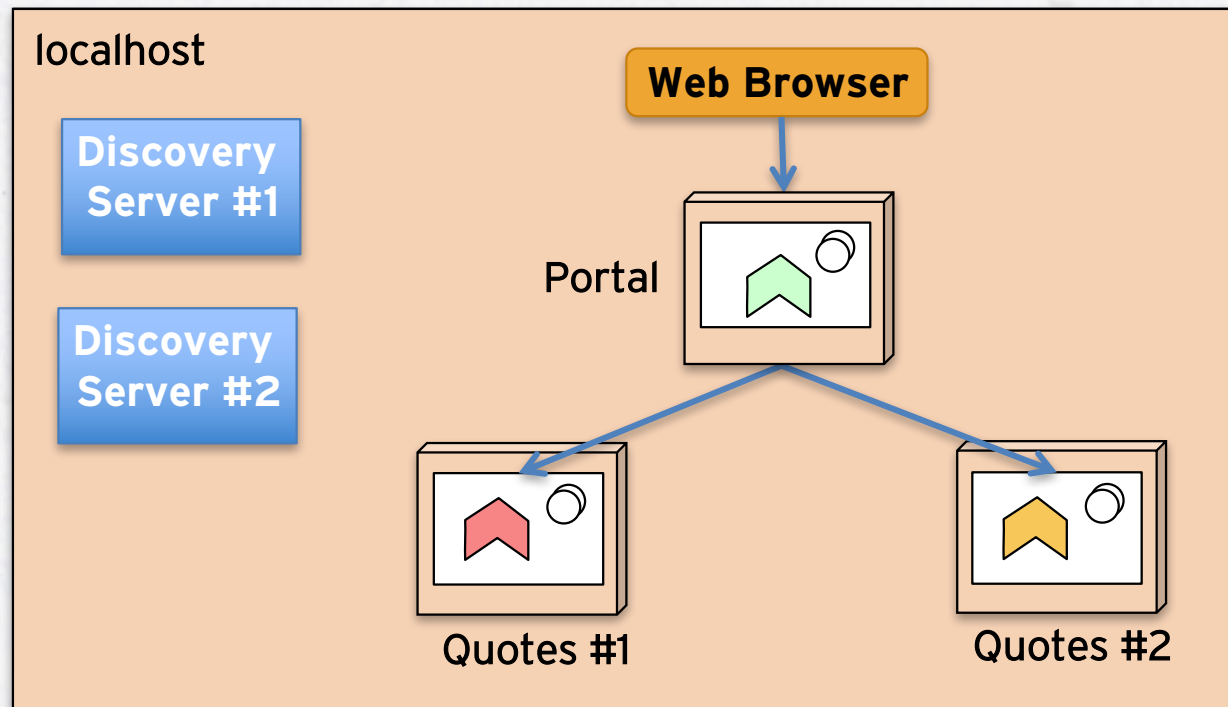 localhost
Web Browser
Discovery
Server #1
Portal
Discovery
Server #2
Quotes #1
Quotes #2